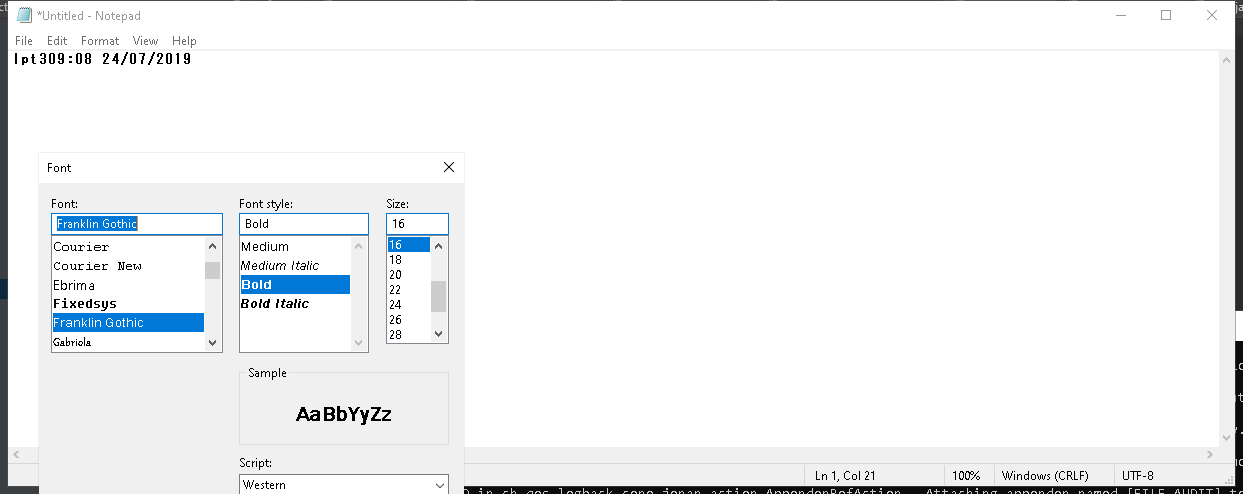 *Untitled - Notepad
File Edit Format View Help
lpt309:08 24/07/2019
Font
Font: Font style: Size:
Franklin Gothic Bold 16
Courier Medium 16
Courier New Medium Italic 18
Ebrima Bold 20
Fixedsys Bold Italic 22
Franklin Gothic 24
Gabriola 26
28
Sample
AaBbYyZz
Script:
Western
Ln 1, Col 21 100% Windows (CRLF) UTF-8